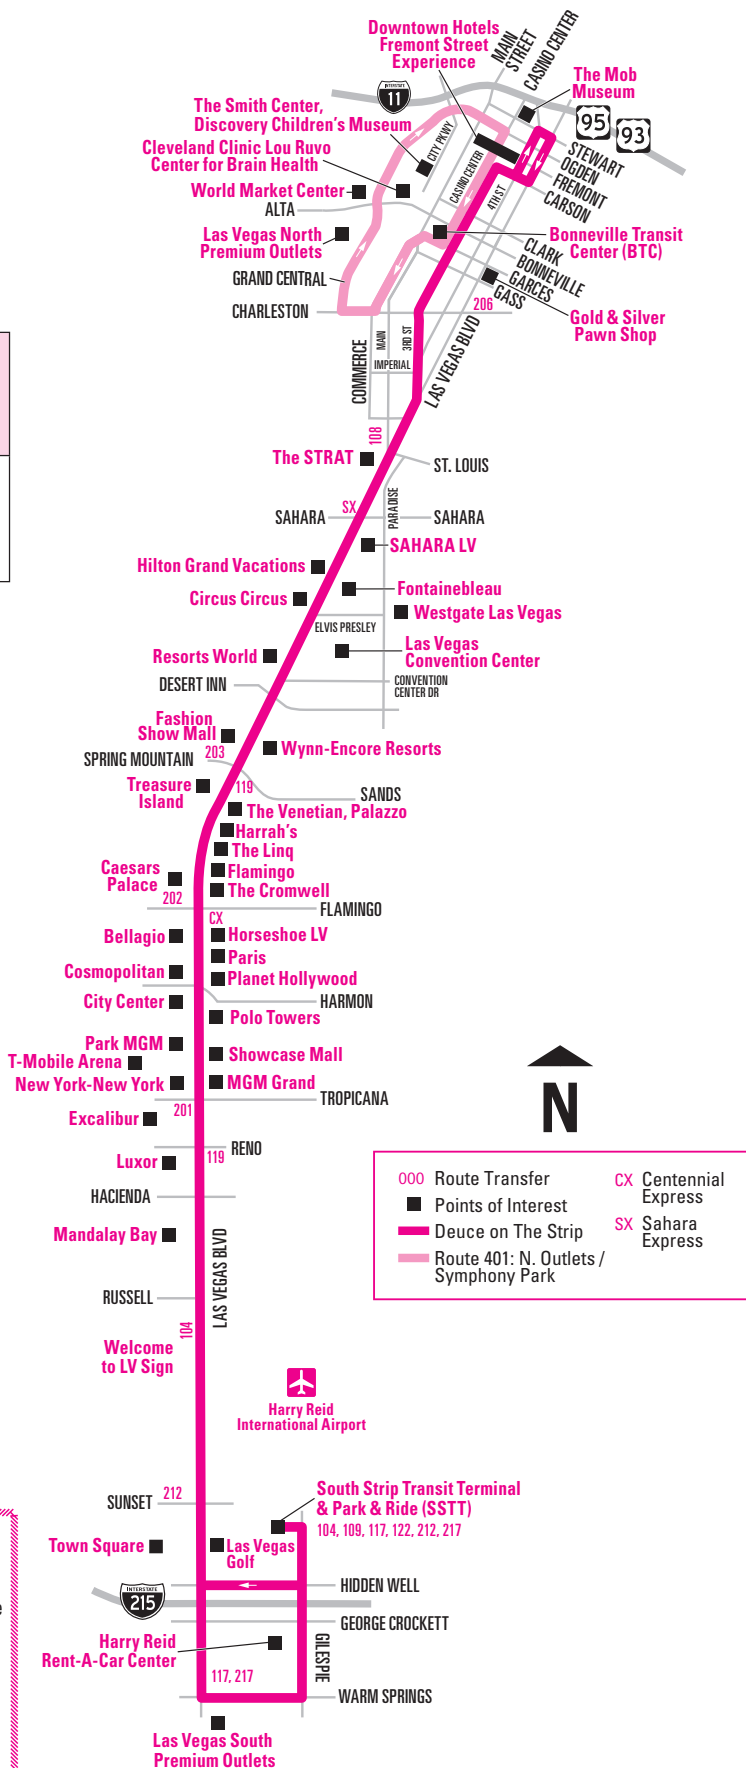 Downtown Hotels
Fremont Street
Experience
MAIN
STREET
CASINO CENTER
The Mob
Museum
INTERSTATE
11
95
93
The Smith Center,
Discovery Children's Museum
CITY PKWY
Cleveland Clinic Lou Ruvo
Center for Brain Health
CASINO CENTER
STEWART
OGDEN
FREMONT
CARSON
World Market Center
4TH ST
ALTA
Las Vegas North
Premium Outlets
Bonneville Transit
Center (BTC)
CLARK
BONNEVILLE
GARCES
GASS
GRAND CENTRAL
CHARLESTON
206
Gold & Silver
Pawn Shop
COMMERCE
MAIN
3RD ST
IMPERIAL
LAS VEGAS BLVD
108
The STRAT
ST. LOUIS
SX
PARADISE
SAHARA
SAHARA
SAHARA LV
Hilton Grand Vacations
Fontainebleau
Circus Circus
Westgate Las Vegas
ELVIS PRESLEY
Las Vegas
Convention Center
Resorts World
DESERT INN
CONVENTION
CENTER DR
Fashion
Show Mall
203
Wynn-Encore Resorts
SPRING MOUNTAIN
Treasure
Island
119
SANDS
The Venetian, Palazzo
Harrah's
The Linq
Caesars
Palace
Flamingo
The Cromwell
202
FLAMINGO
CX
Bellagio
Horseshoe LV
Paris
Cosmopolitan
Planet Hollywood
City Center
HARMON
Polo Towers
Park MGM
Showcase Mall
T-Mobile Arena
New York-New York
MGM Grand
TROPICANA
201
Excalibur
RENO
119
Luxor
HACIENDA
Mandalay Bay
LAS VEGAS BLVD
RUSSELL
104
Welcome
to LV Sign
N
000 Route Transfer
Points of Interest
Deuce on The Strip
Route 401: N. Outlets /
Symphony Park
CX Centennial
Express
SX Sahara
Express
Harry Reid
International Airport
SUNSET
212
South Strip Transit Terminal
& Park & Ride (SSTT)
104, 109, 117, 122, 212, 217
Town Square
Las Vegas
Golf
HIDDEN WELL
INTERSTATE
215
GEORGE CROCKETT
Harry Reid
Rent-A-Car Center
GILESPIE
117, 217
WARM SPRINGS
Las Vegas South
Premium Outlets